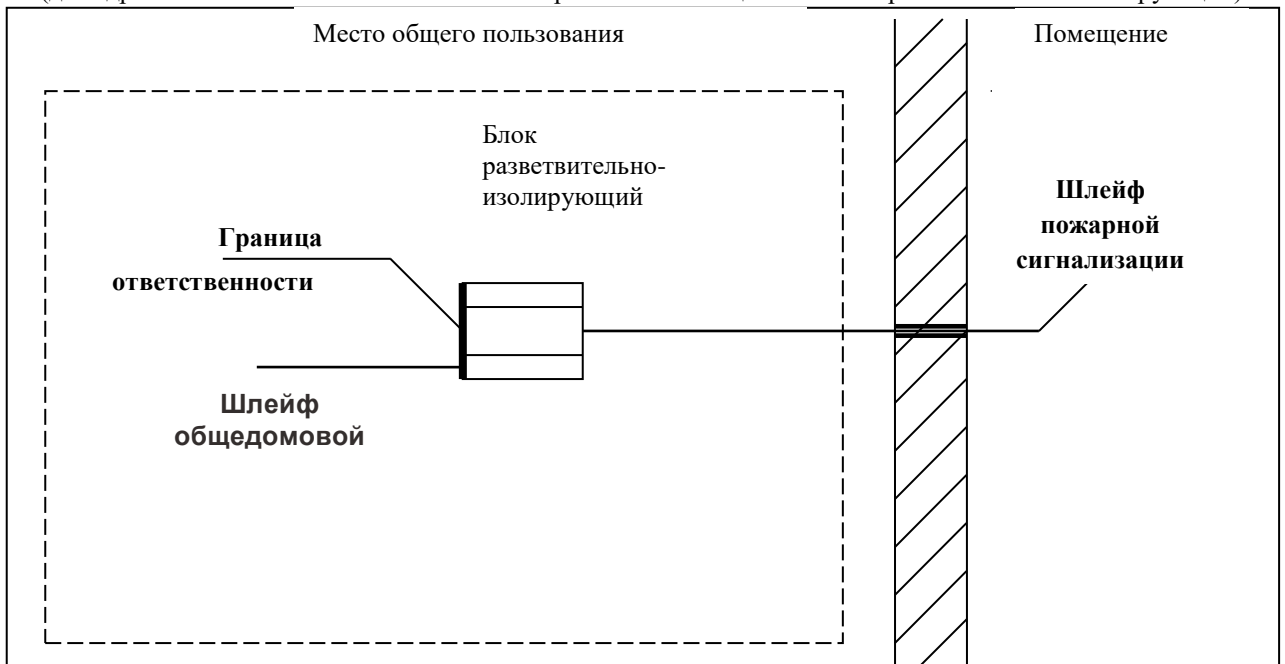 Место общего пользования
Помещение
Блок
разветвительно-
изолирующий
Шлейф
пожарной
сигнализации
Граница
ответственности
Шлейф
общедомовой